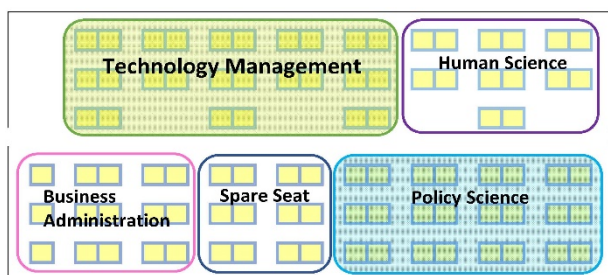 Technology Management
Human Science
Business
Administration
Spare Seat
Policy Science